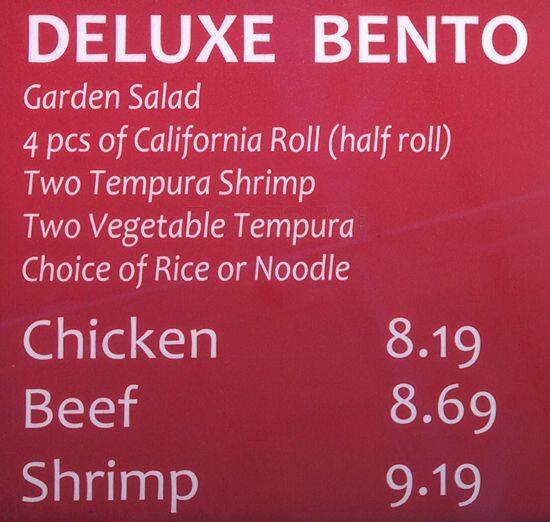 DELUXE BENTO
Garden Salad
4 pcs of California Roll (half roll)
Two Tempura Shrimp
Two Vegetable Tempura
Choice of Rice or Noodle
Chicken 8.19
Beef 8.69
Shrimp 9.19